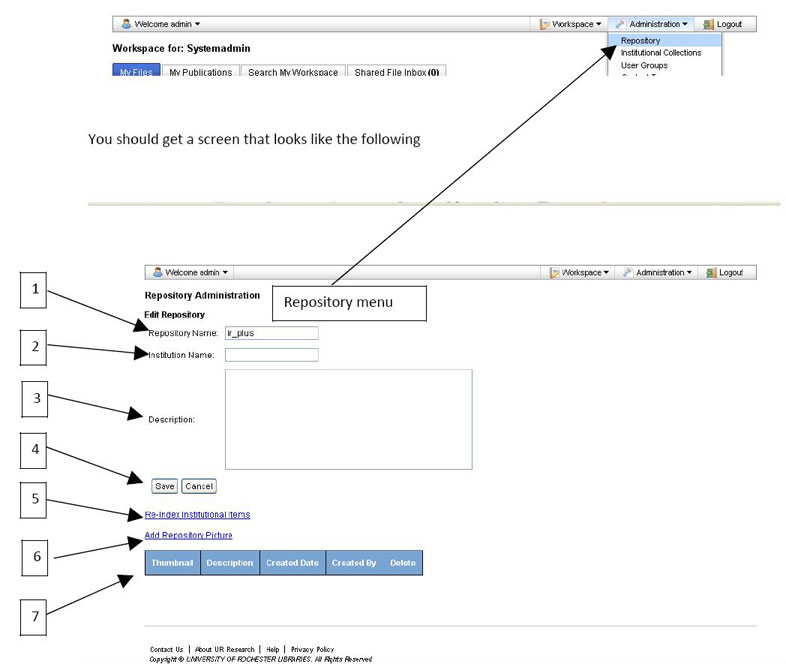 Welcome admin Workspace Administration Logout
Workspace for: Systemadmin
Repository
Institutional Collections
User Groups
My Files My Publications Search My Workspace Shared File Inbox (0)
You should get a screen that looks like the following
Welcome admin Workspace Administration Logout
Repository Administration
Repository menu
Edit Repository
1
Repository Name: ir_plus
2
Institution Name:
3
Description:
4
Save Cancel
5
Re-Index Institutional Items
6
Add Repository Picture
Thumbnail Description Created Date Created By Delete
7
Contact Us | About UR Research | Help | Privacy Policy
Copyright © UNIVERSITY OF ROCHESTER LIBRARIES. All Rights Reserved